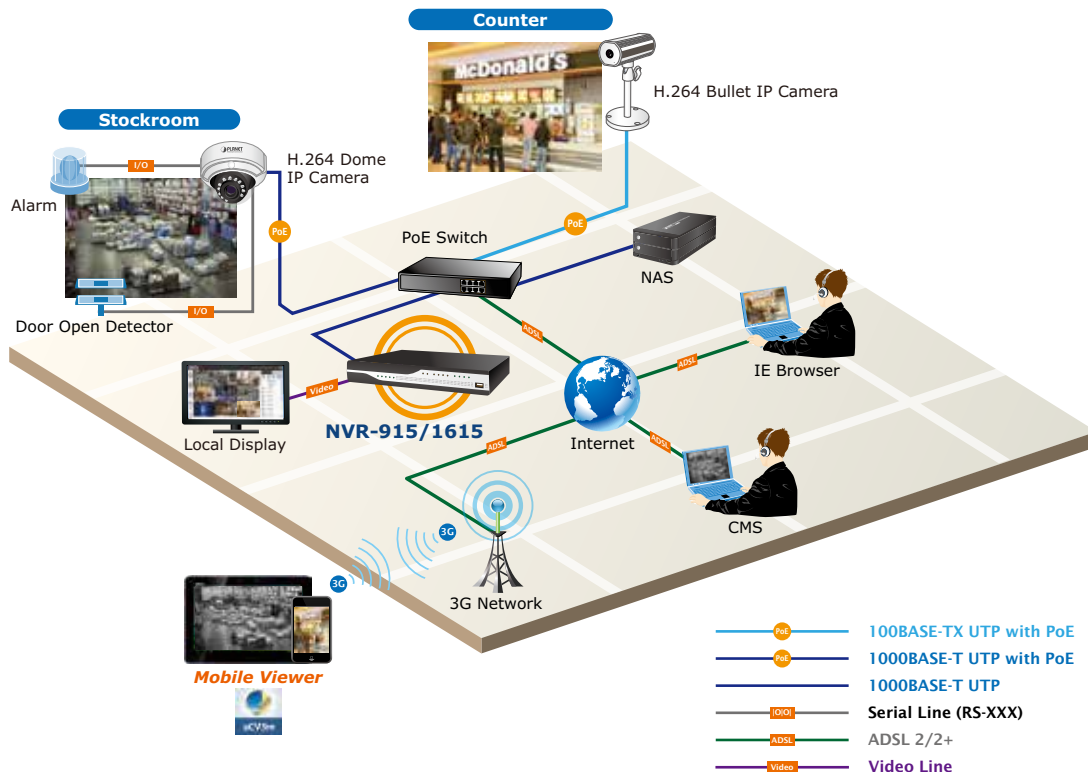 Counter
McDonald's
H.264 Bullet IP Camera
Stockroom
I/O
PLANET
H.264 Dome
IP Camera
Alarm
PoE
PoE
PoE Switch
NAS
I/O
Door Open Detector
ADSL
ADSL
IE Browser
Video
Local Display
NVR-915/1615
Internet
ADSL
ADSL
CMS
3G
3G
3G Network
Mobile Viewer
PoE
100BASE-TX UTP with PoE
PoE
1000BASE-T UTP with PoE
1000BASE-T UTP
|O|O|
Serial Line (RS-XXX)
ADSL
ADSL 2/2+
Video
Video Line